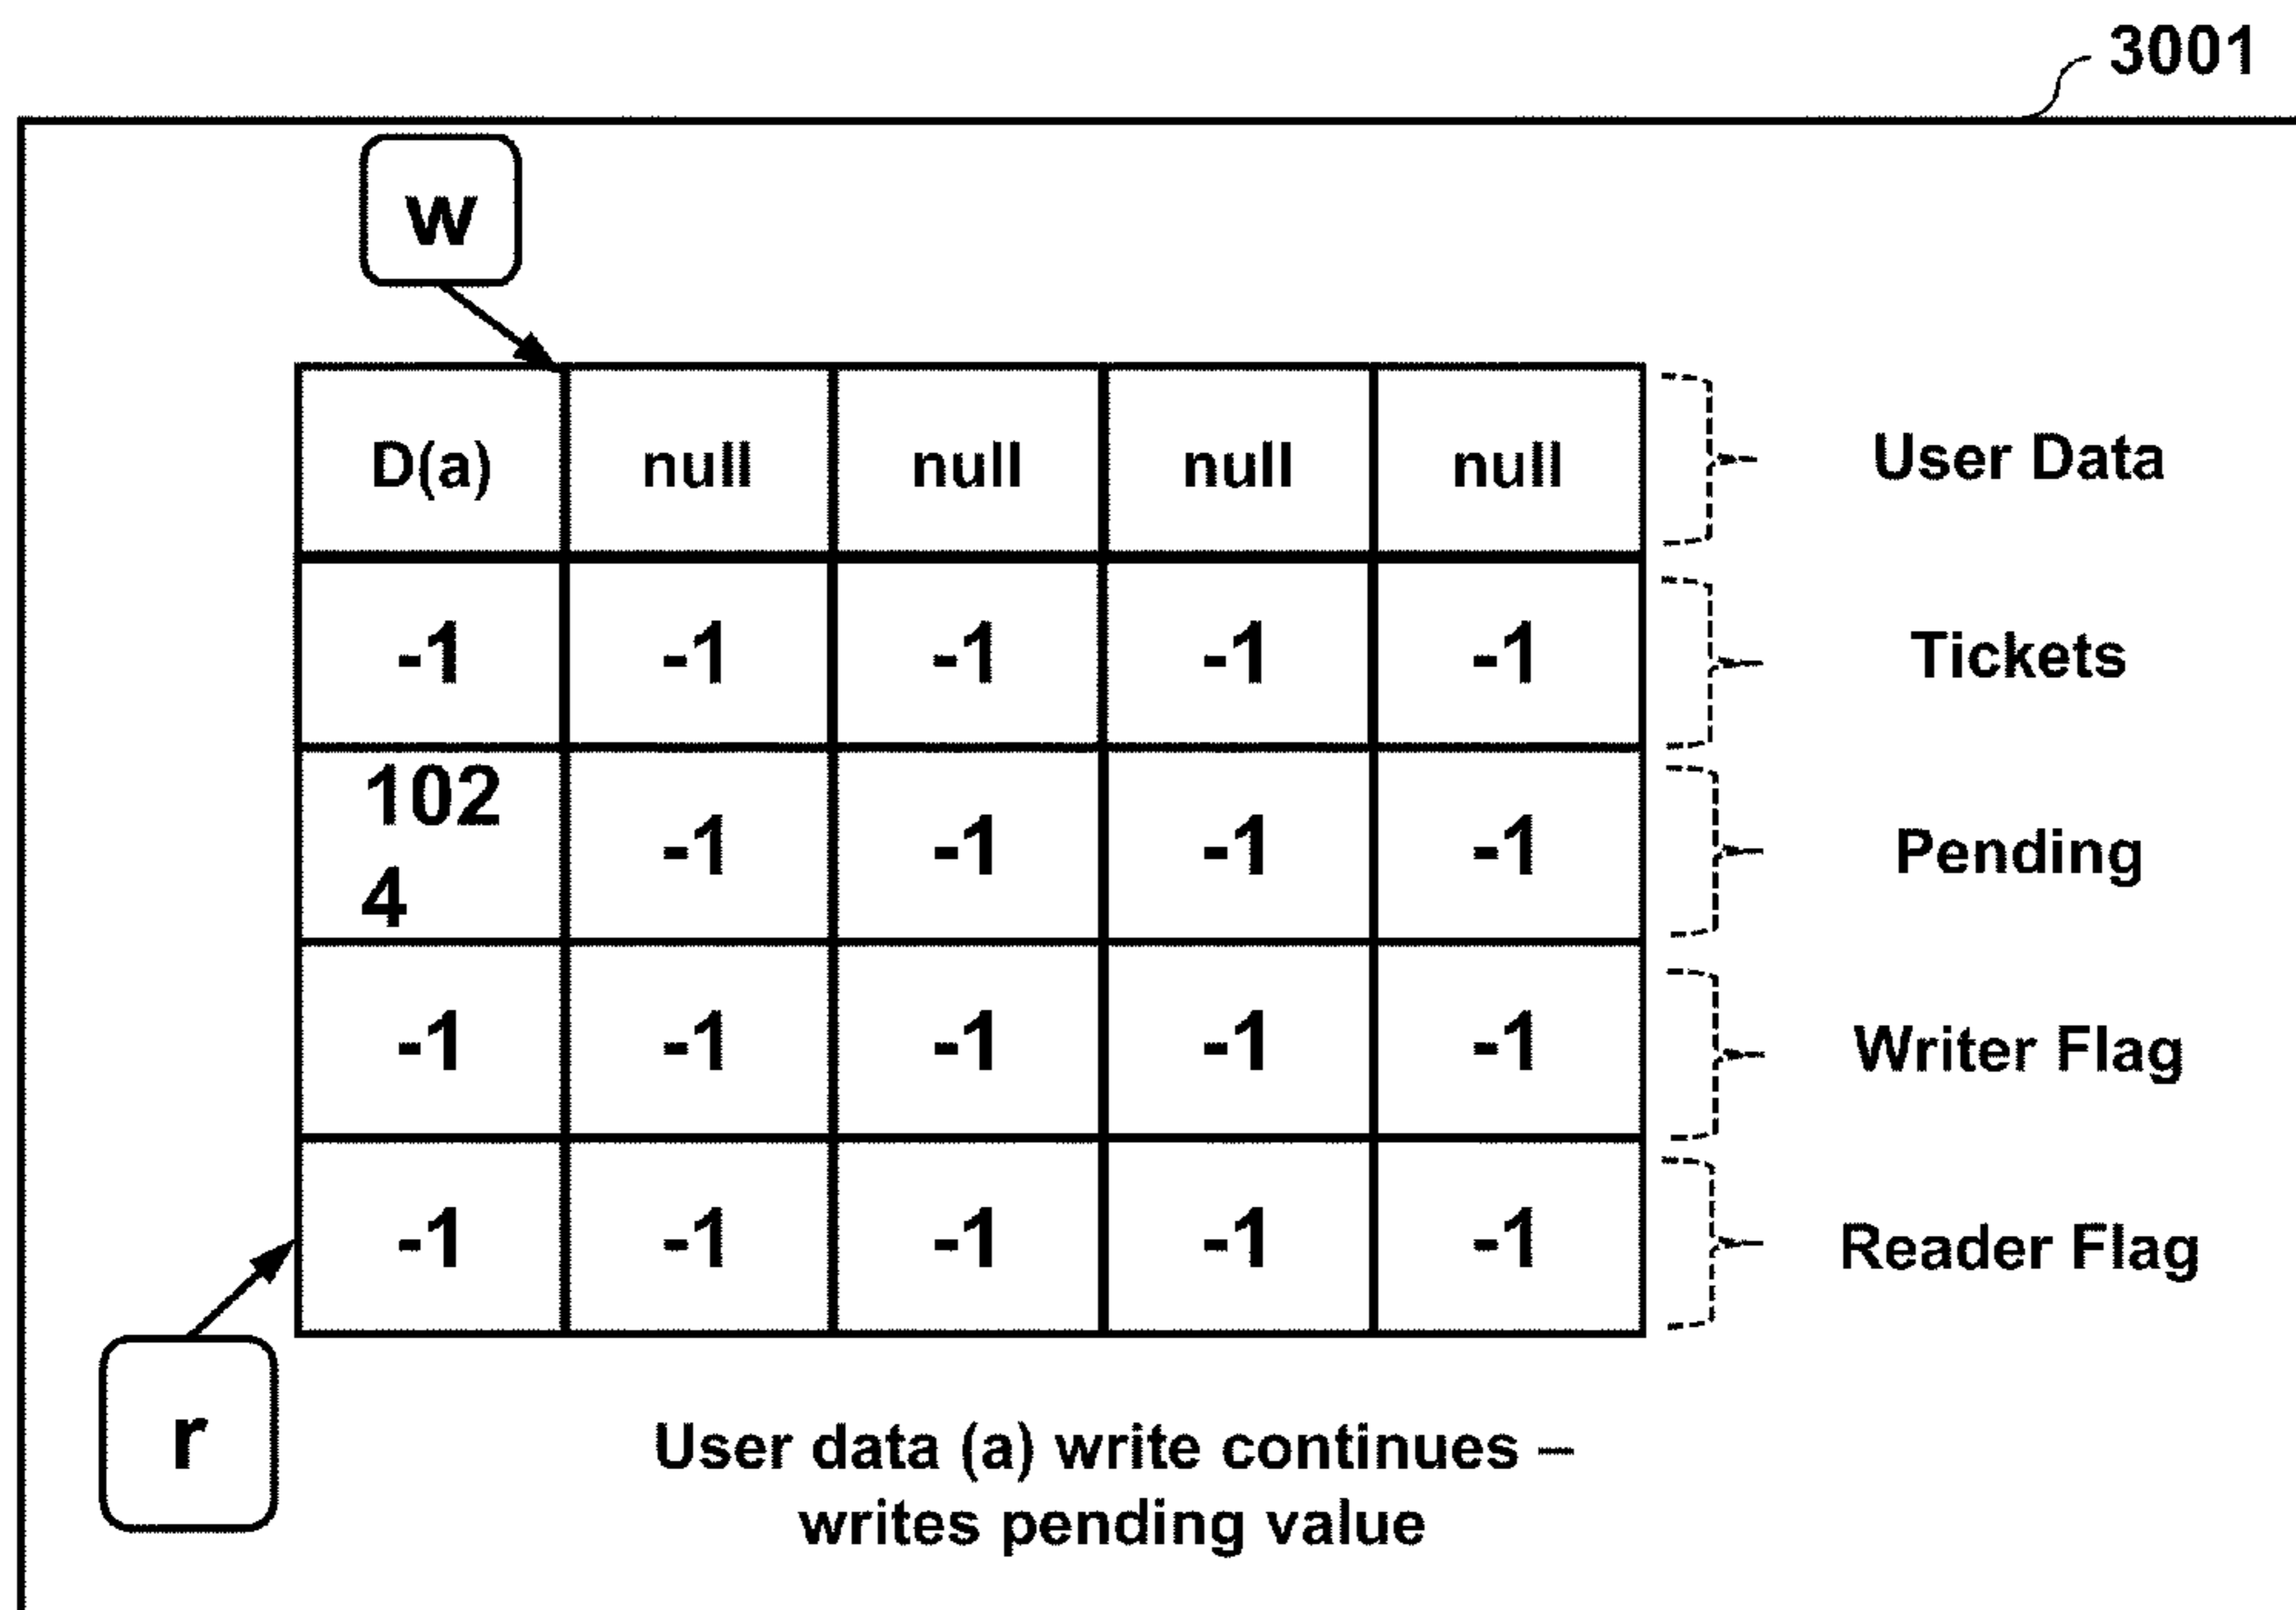 3001
w
D(a) null null null null User Data
-1 -1 -1 -1 -1 Tickets
102
4 -1 -1 -1 -1 Pending
-1 -1 -1 -1 -1 Writer Flag
-1 -1 -1 -1 -1 Reader Flag
r
User data (a) write continues –
writes pending value